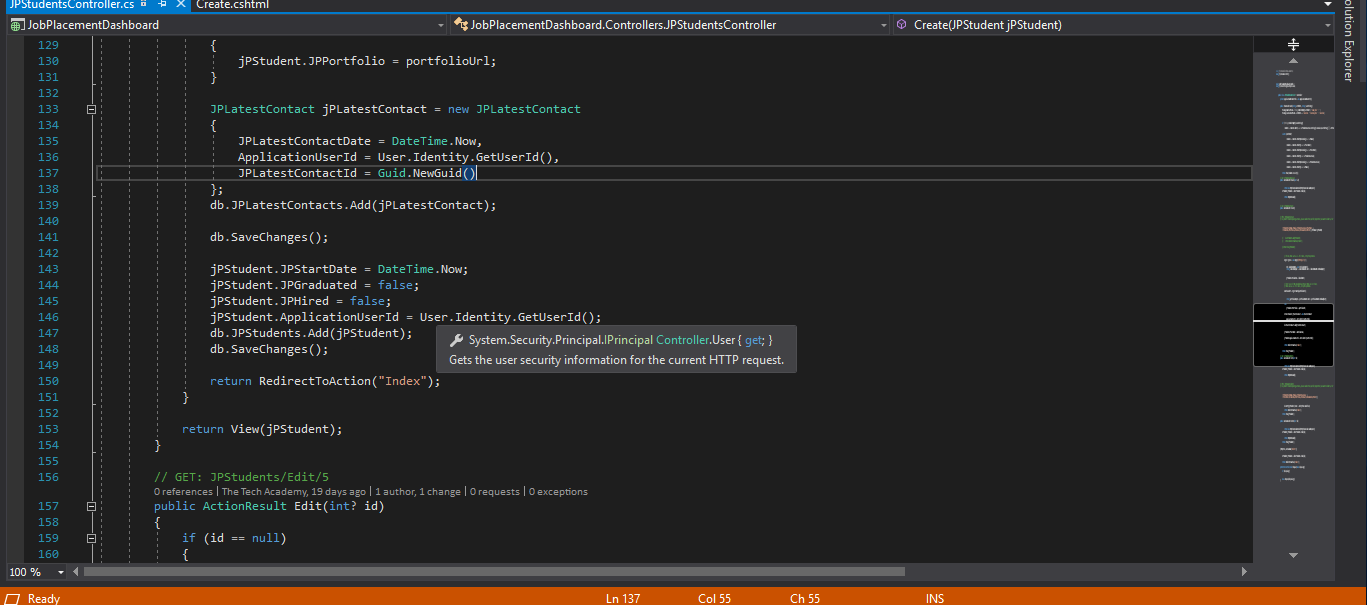 JPStudentsController.cs Create.cshtml
JobPlacementDashboard JobPlacementDashboard.Controllers.JPStudentsController Create(JPStudent jPStudent)
Solution Explorer
129 {
130 jPStudent.JPPortfolio = portfolioUrl;
131 }
132
133 JPLatestContact jPLatestContact = new JPLatestContact
134 {
135 JPLatestContactDate = DateTime.Now,
136 ApplicationUserId = User.Identity.GetUserId(),
137 JPLatestContactId = Guid.NewGuid()
138 };
139 db.JPLatestContacts.Add(jPLatestContact);
140
141 db.SaveChanges();
142
143 jPStudent.JPStartDate = DateTime.Now;
144 jPStudent.JPGraduated = false;
145 jPStudent.JPHired = false;
146 jPStudent.ApplicationUserId = User.Identity.GetUserId();
147 db.JPStudents.Add(jPStudent);
System.Security.Principal.IPrincipal Controller.User { get; }
148 db.SaveChanges();
Gets the user security information for the current HTTP request.
149
150 return RedirectToAction("Index");
151 }
152
153 return View(jPStudent);
154 }
155
156 // GET: JPStudents/Edit/5
0 references | The Tech Academy, 19 days ago | 1 author, 1 change | 0 requests | 0 exceptions
157 public ActionResult Edit(int? id)
158 {
159 if (id == null)
160 {
100 %
Ready Ln 137 Col 55 Ch 55 INS